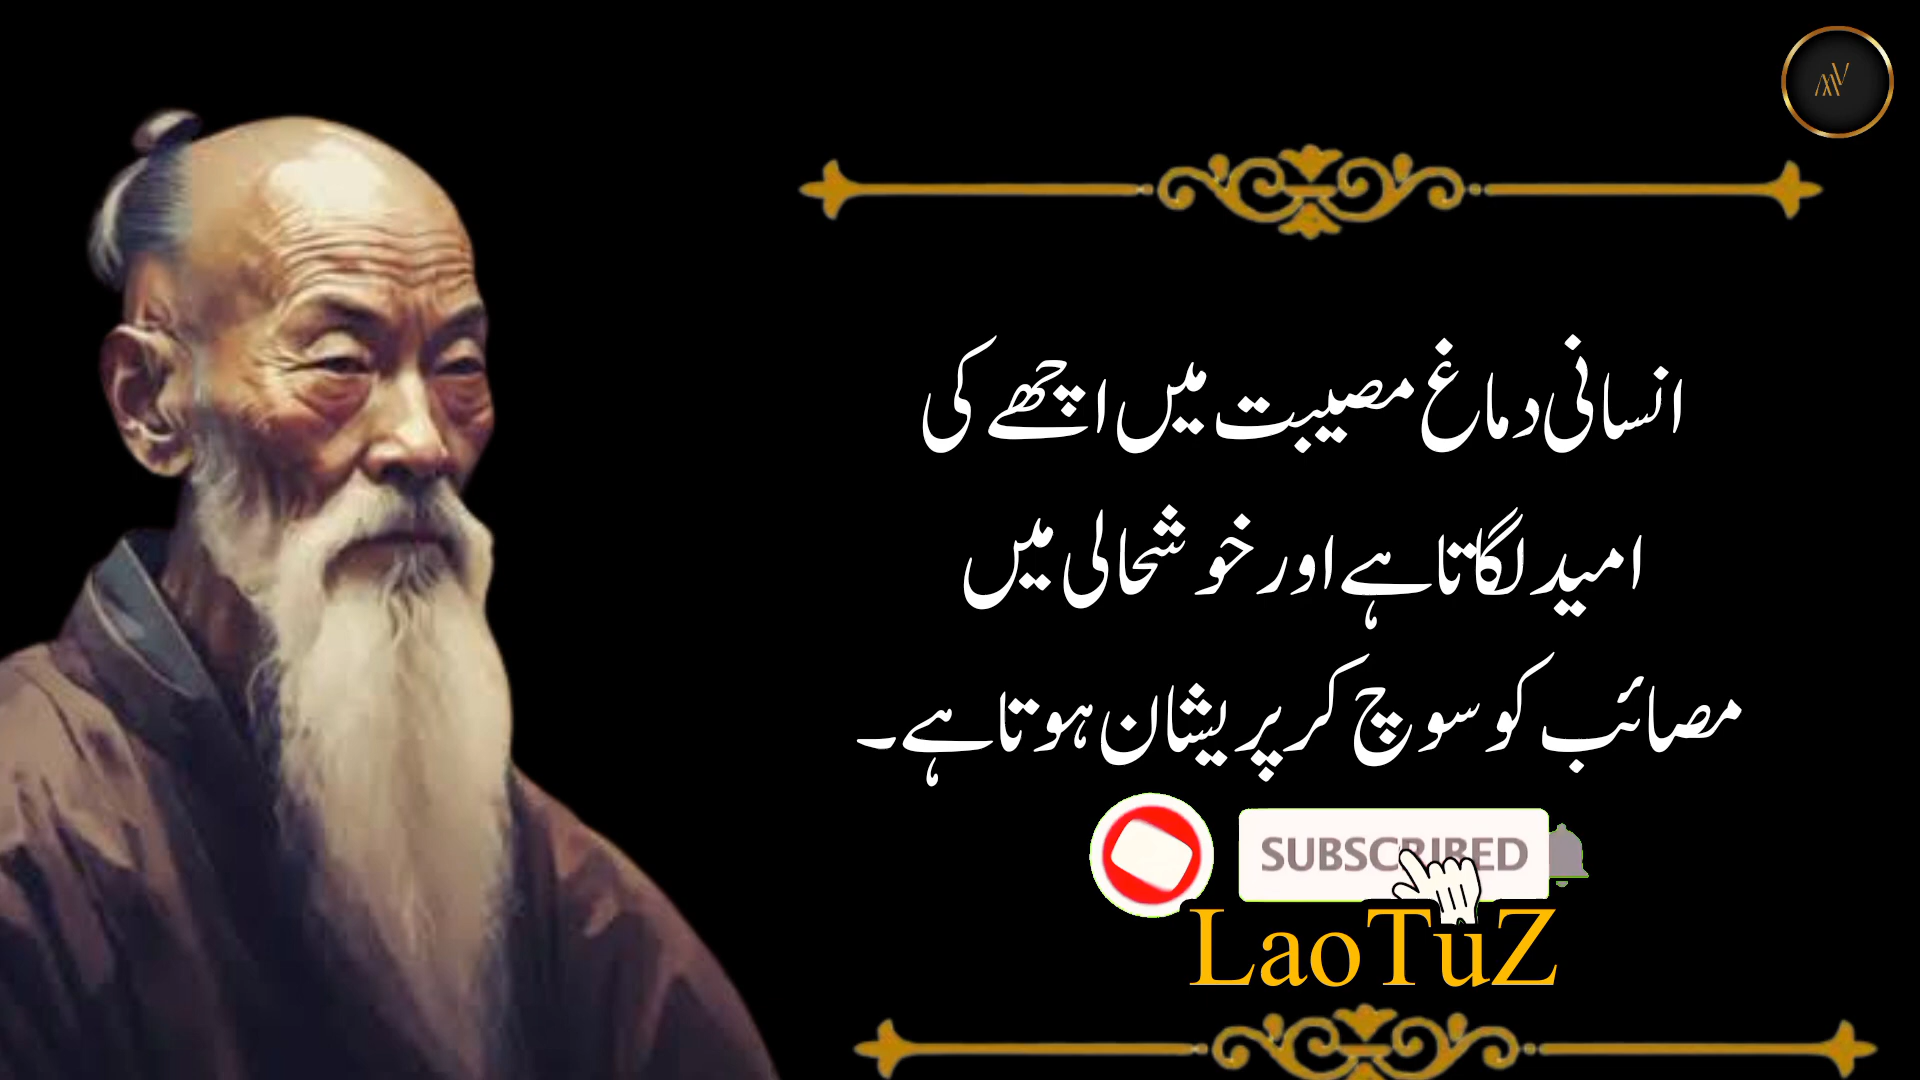 انسانی دماغ مصیبت میں اچھے کی
امید لگاتا ہے اور خوشحالی میں
مصائب کو سوچ کر پریشان ہوتا ہے۔
SUBSCRIBED
LaoTuZ